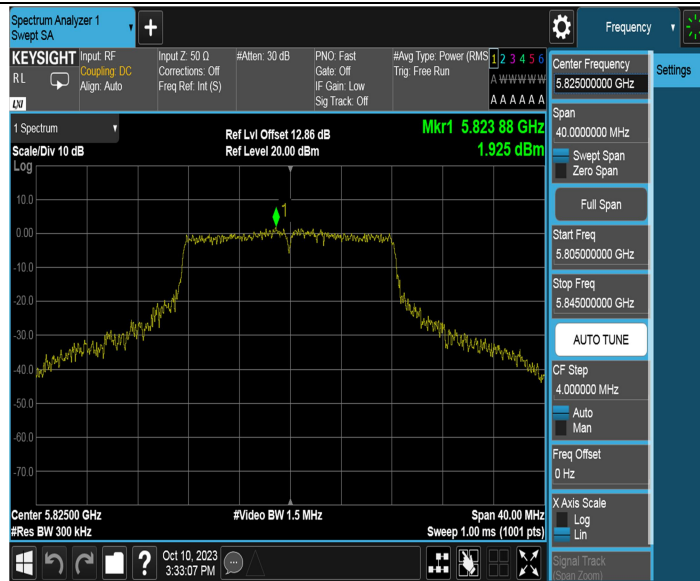 Spectrum Analyzer 1
Swept SA
Frequency
KEYSIGHT
RL
LXI
Input: RF
Coupling: DC
Align: Auto
Input Z: 50 Ω
Corrections: Off
Freq Ref: Int (S)
#Atten: 30 dB
PNO: Fast
Gate: Off
IF Gain: Low
Sig Track: Off
#Avg Type: Power (RMS
Trig: Free Run
1 2 3 4 5 6
A W W W W W
A A A A A A
1 Spectrum
Scale/Div 10 dB
Log
Ref Lvl Offset 12.86 dB
Ref Level 20.00 dBm
Mkr1 5.823 88 GHz
1.925 dBm
1
10.0
0.00
-10.0
-20.0
-30.0
-40.0
-50.0
-60.0
-70.0
Center 5.82500 GHz
#Res BW 300 kHz
#Video BW 1.5 MHz
Span 40.00 MHz
Sweep 1.00 ms (1001 pts)
Center Frequency
5.825000000 GHz
Settings
Span
40.0000000 MHz
Swept Span
Zero Span
Full Span
Start Freq
5.805000000 GHz
Stop Freq
5.845000000 GHz
AUTO TUNE
CF Step
4.000000 MHz
Auto
Man
Freq Offset
0 Hz
X Axis Scale
Log
Lin
Signal Track
(Span Zoom)
?
Oct 10, 2023
3:33:07 PM